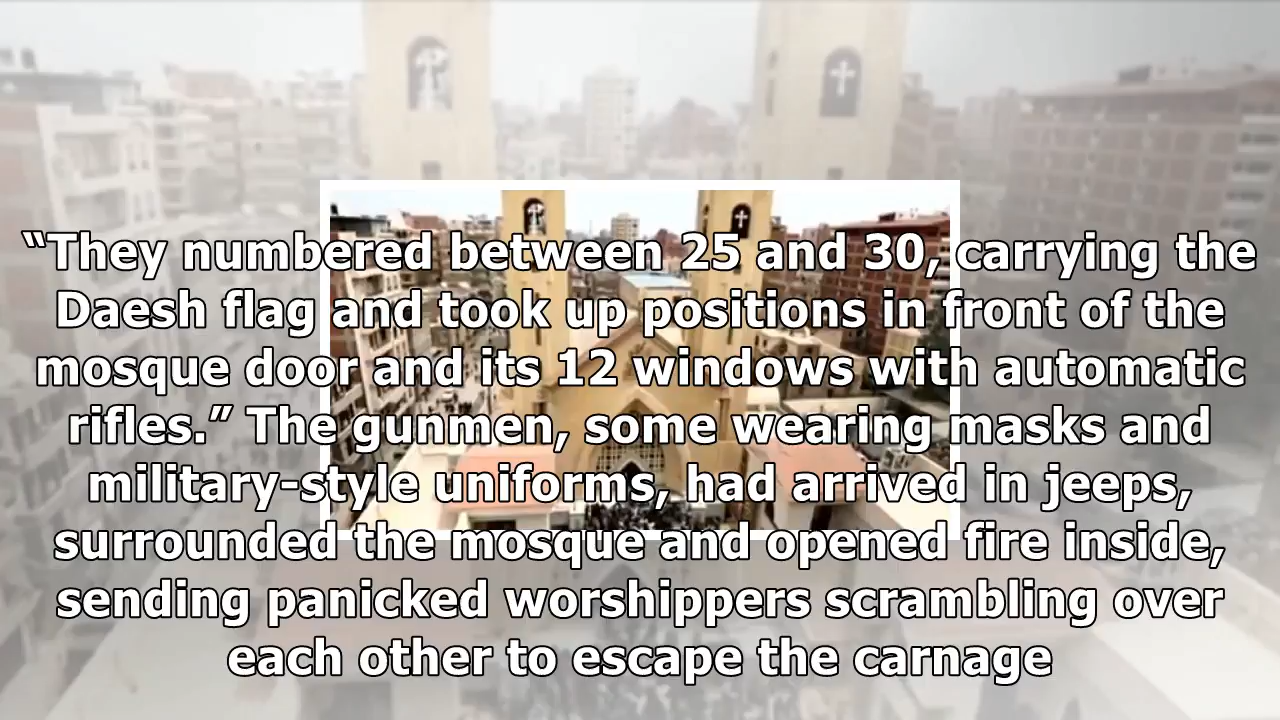 “They numbered between 25 and 30, carrying the
Daesh flag and took up positions in front of the
mosque door and its 12 windows with automatic
rifles.” The gunmen, some wearing masks and
military-style uniforms, had arrived in jeeps,
surrounded the mosque and opened fire inside,
sending panicked worshippers scrambling over
each other to escape the carnage